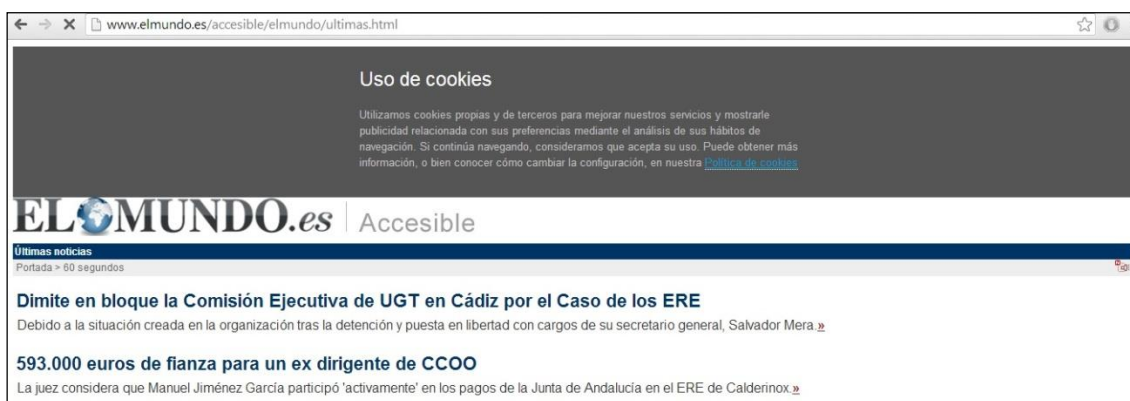 www.elmundo.es/accesible/elmundo/ultimas.html
Uso de cookies
Utilizamos cookies propias y de terceros para mejorar nuestros servicios y mostrarle
publicidad relacionada con sus preferencias mediante el análisis de sus hábitos de
navegación. Si continúa navegando, consideramos que acepta su uso. Puede obtener más
información, o bien conocer cómo cambiar la configuración, en nuestra Política de cookies
EL MUNDO.es Accesible
Últimas noticias
Portada > 60 segundos
Dimite en bloque la Comisión Ejecutiva de UGT en Cádiz por el Caso de los ERE
Debido a la situación creada en la organización tras la detención y puesta en libertad con cargos de su secretario general, Salvador Mera.»
593.000 euros de fianza para un ex dirigente de CCOO
La juez considera que Manuel Jiménez García participó 'activamente' en los pagos de la Junta de Andalucía en el ERE de Calderinox.»